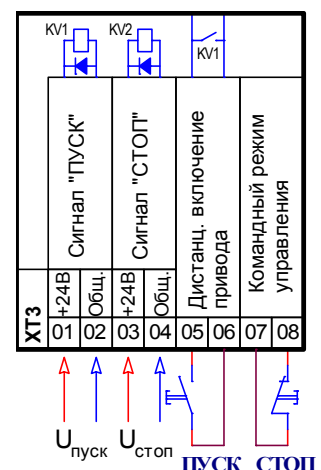 KV1 KV2
KV1
Сигнал "ПУСК"
Сигнал "СТОП"
Дистанц. включение
привода
Командный режим
управления
+24В Общ. +24В Общ.
XT3 01 02 03 04 05 06 07 08
Uпуск Uстоп
ПУСК СТОП